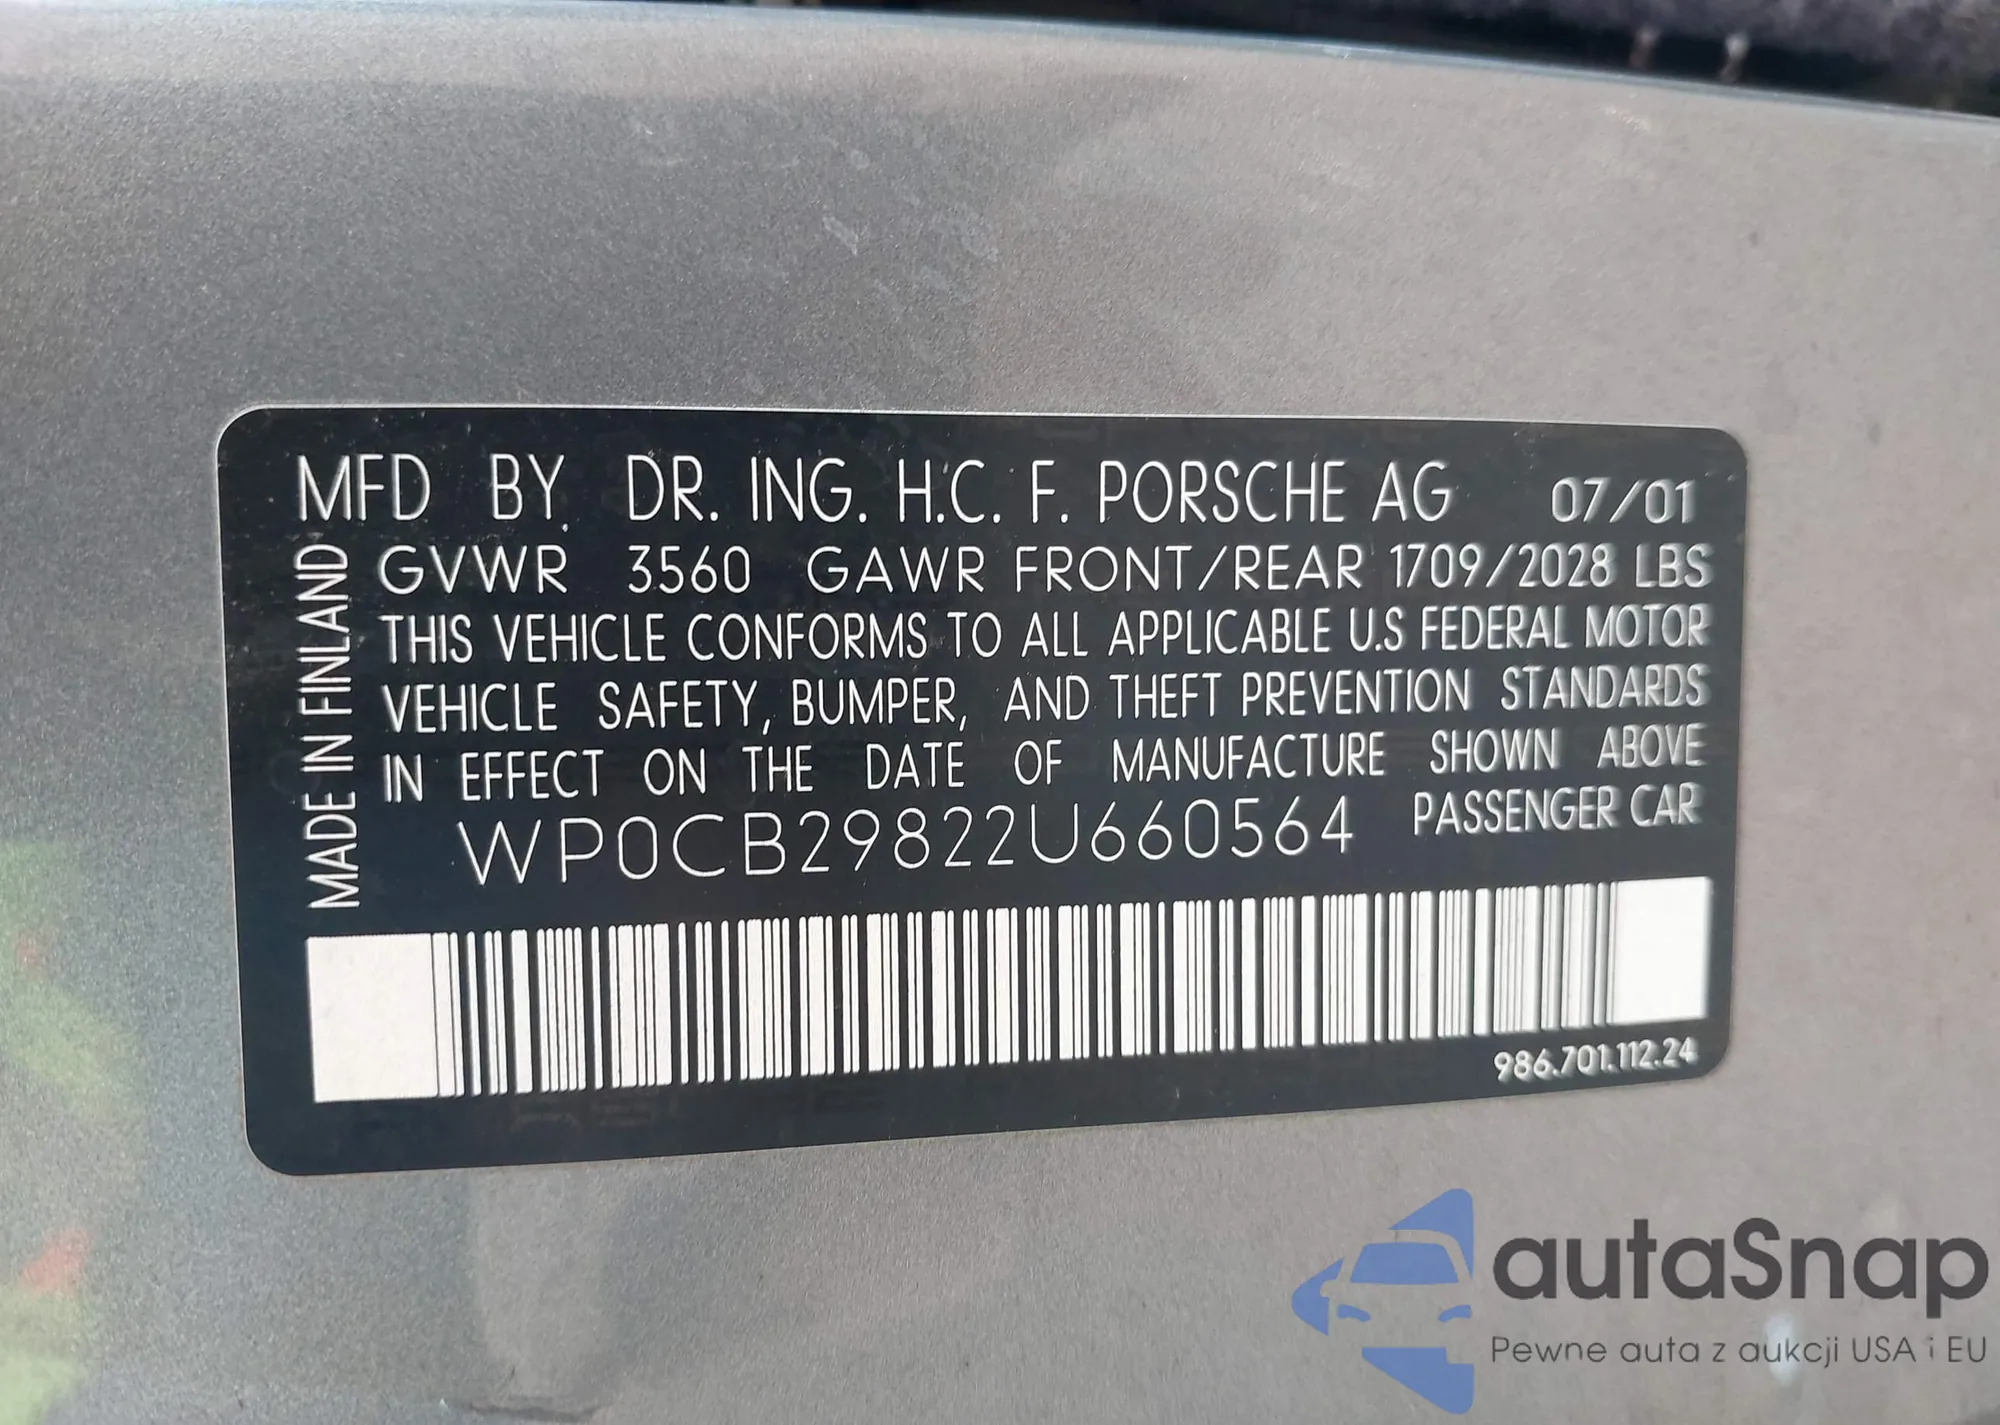 MFD BY DR. ING. H.C. F. PORSCHE AG 07/01
MADE IN FINLAND
GVWR 3560 GAWR FRONT/REAR 1709/2028 LBS
THIS VEHICLE CONFORMS TO ALL APPLICABLE U.S FEDERAL MOTOR
VEHICLE SAFETY, BUMPER, AND THEFT PREVENTION STANDARDS
IN EFFECT ON THE DATE OF MANUFACTURE SHOWN ABOVE
WP0CB29822U660564 PASSENGER CAR
986.701.112.24
autaSnap
Pewne auta z aukcji USA i EU